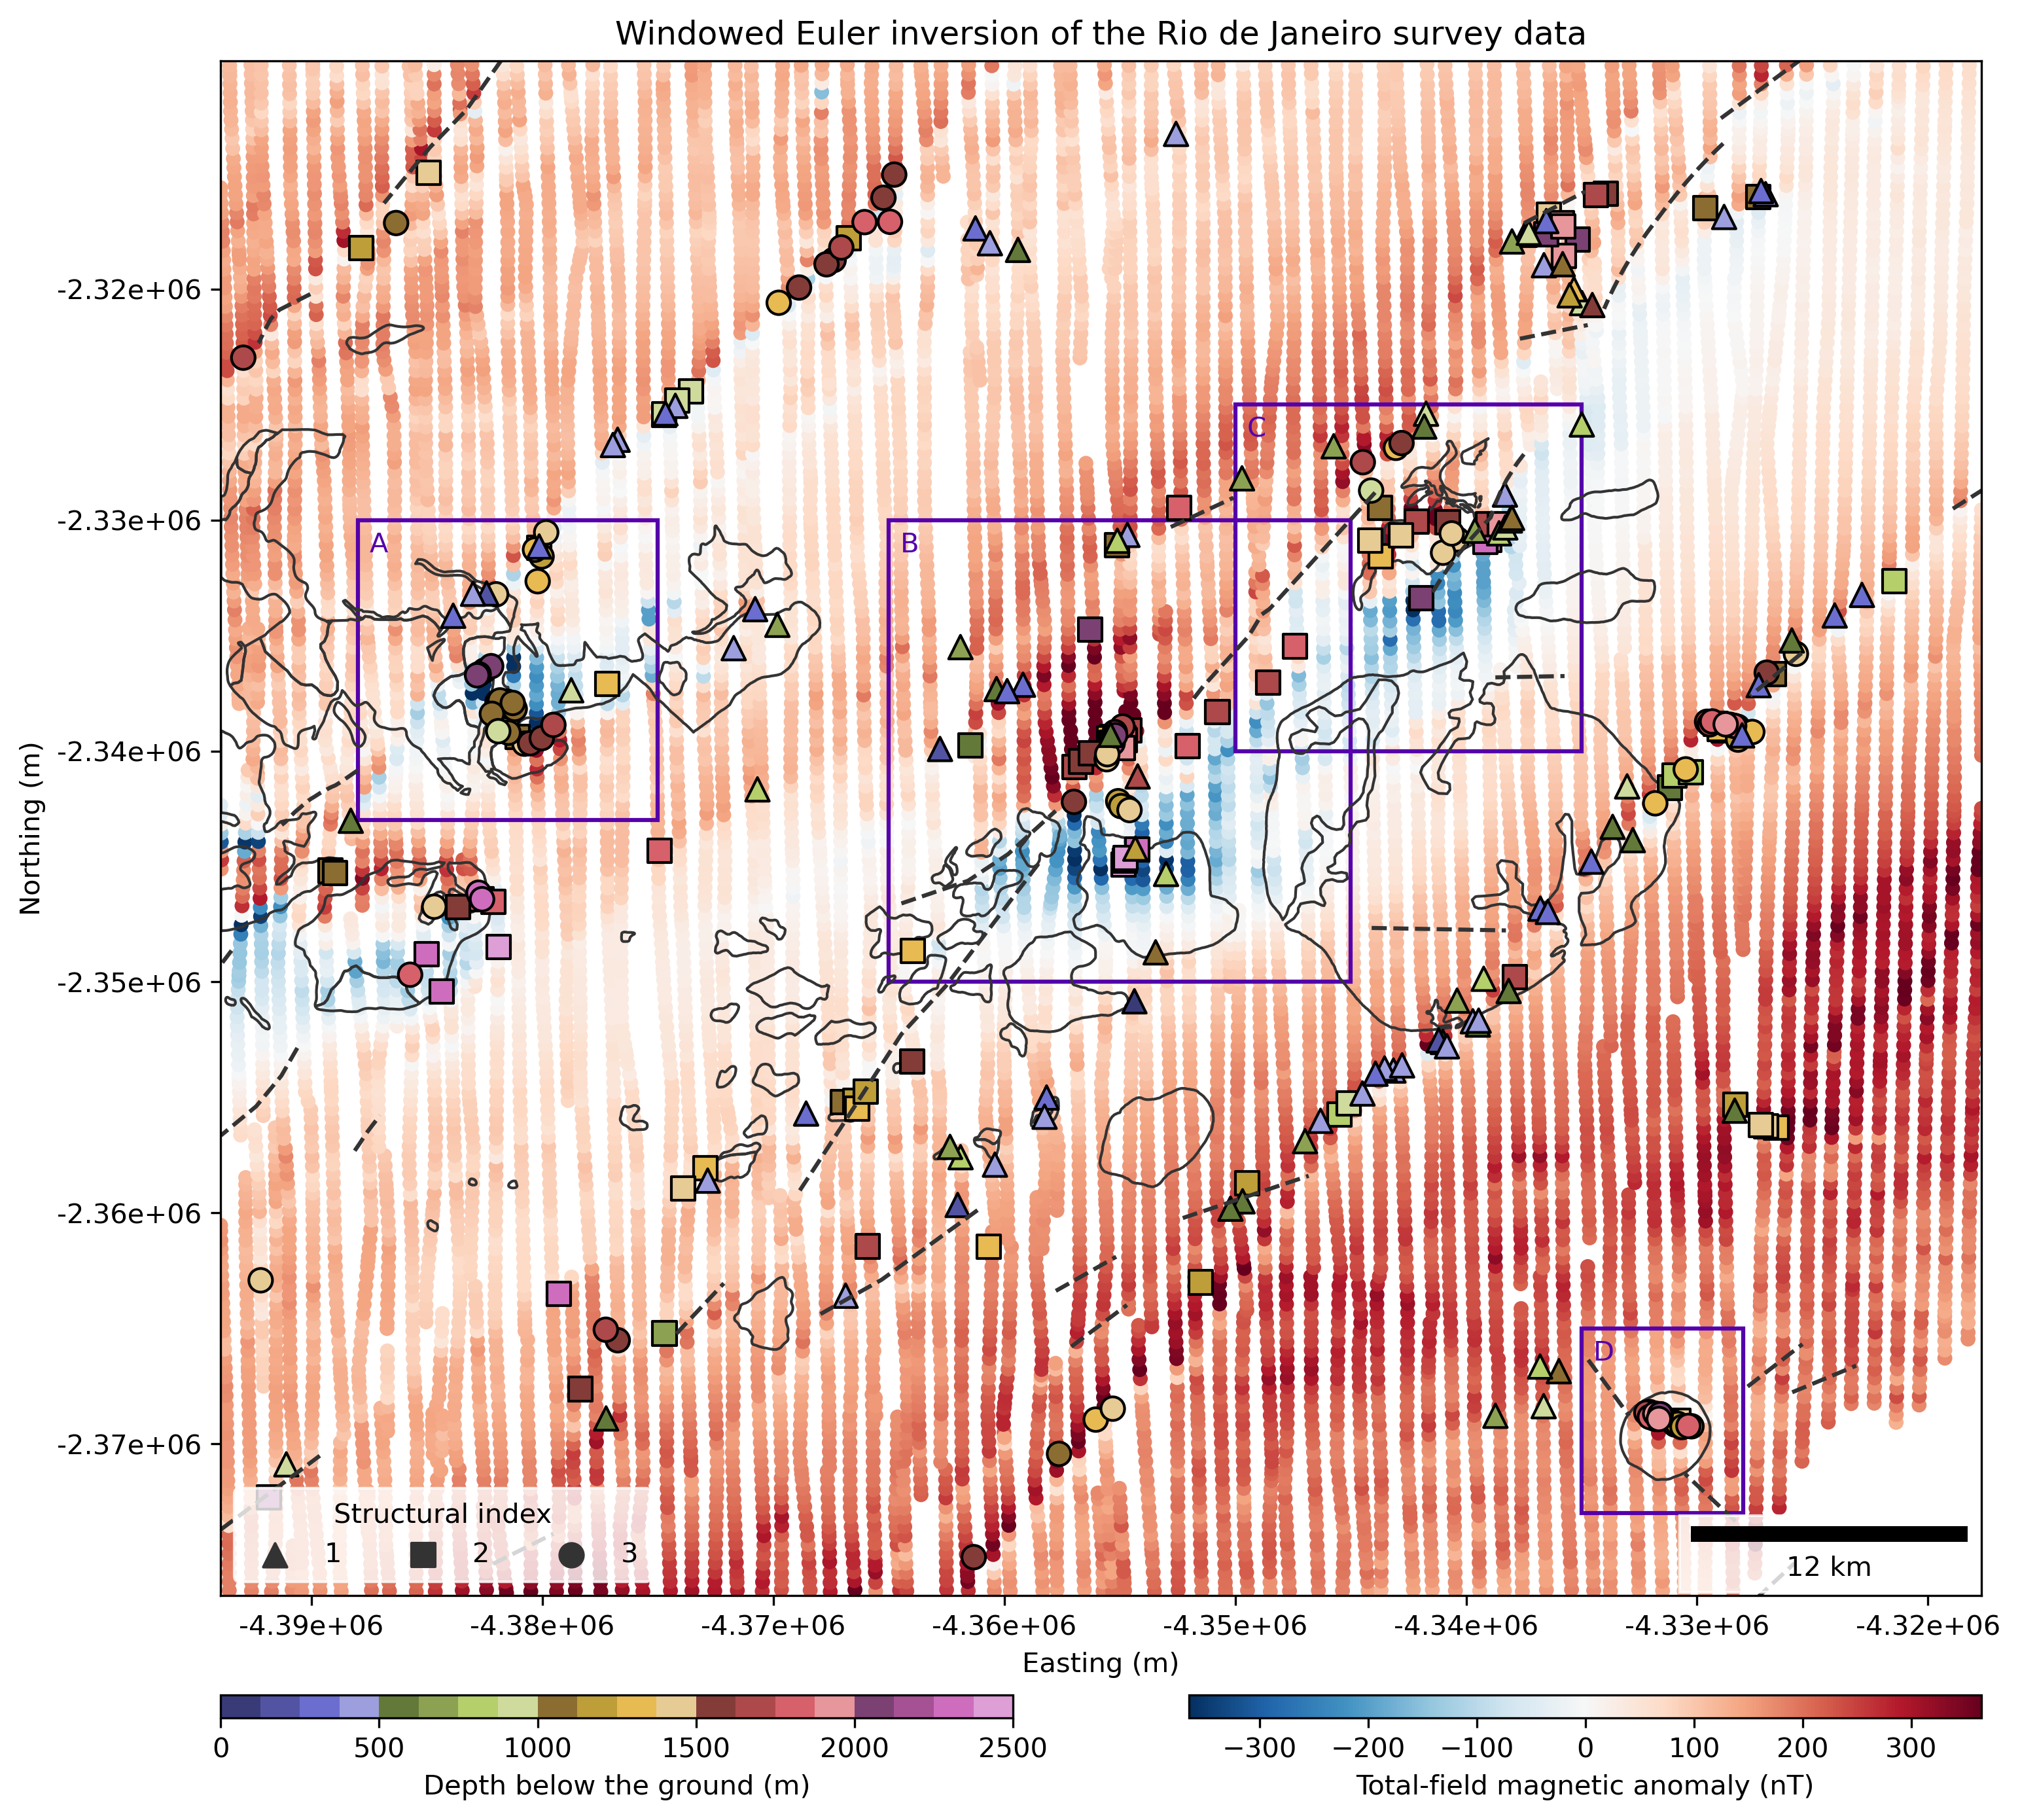 Windowed Euler inversion of the Rio de Janeiro survey data
C
A
B
D
-2.32e+06
-2.33e+06
-2.34e+06
-2.35e+06
-2.36e+06
-2.37e+06
Northing (m)
Structural index
1 2 3
12 km
-4.39e+06 -4.38e+06 -4.37e+06 -4.36e+06 -4.35e+06 -4.34e+06 -4.33e+06 -4.32e+06
Easting (m)
0 500 1000 1500 2000 2500
Depth below the ground (m)
−300 −200 −100 0 100 200 300
Total-field magnetic anomaly (nT)